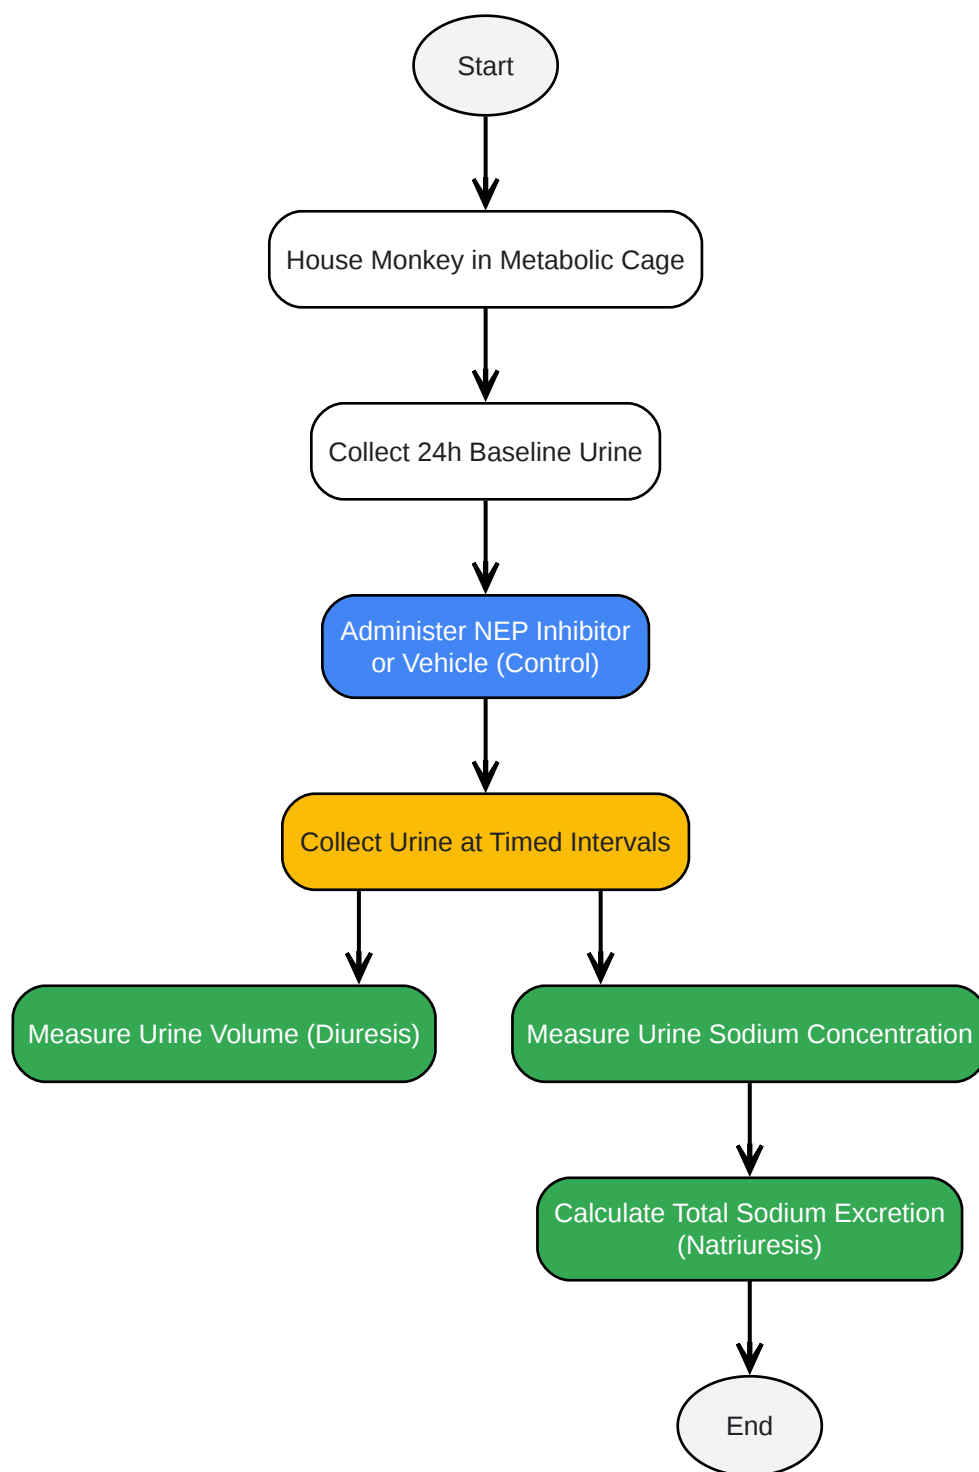 Start
House Monkey in Metabolic Cage
Collect 24h Baseline Urine
Administer NEP Inhibitor
or Vehicle (Control)
Collect Urine at Timed Intervals
Measure Urine Volume (Diuresis)
Measure Urine Sodium Concentration
Calculate Total Sodium Excretion
(Natriuresis)
End